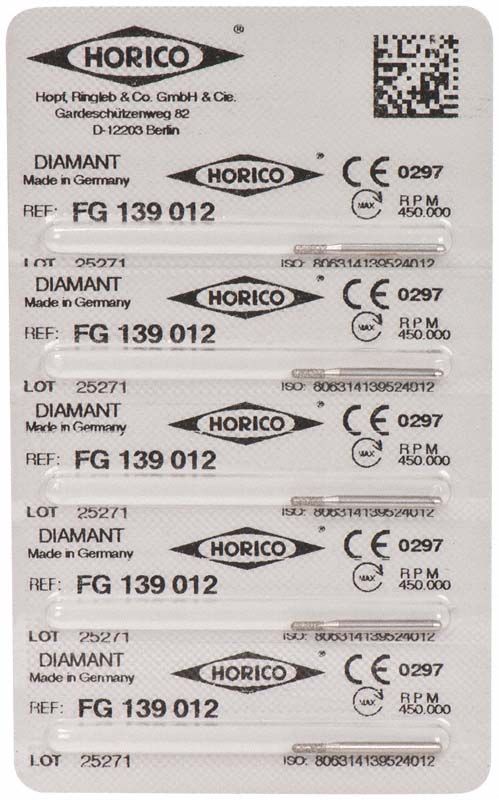 HORICO ®
Hopf, Ringleb & Co. GmbH & Cie.
Gardeschützenweg 82
D-12203 Berlin
DIAMANT HORICO ® CE 0297
Made in Germany
REF: FG 139 012 MAX RPM 450.000
LOT 25271 ISO: 806314139524012
DIAMANT HORICO ® CE 0297
Made in Germany
REF: FG 139 012 MAX RPM 450.000
LOT 25271 ISO: 806314139524012
DIAMANT HORICO ® CE 0297
Made in Germany
REF: FG 139 012 MAX RPM 450.000
LOT 25271 ISO: 806314139524012
DIAMANT HORICO ® CE 0297
Made in Germany
REF: FG 139 012 MAX RPM 450.000
LOT 25271 ISO: 806314139524012
DIAMANT HORICO ® CE 0297
Made in Germany
REF: FG 139 012 MAX RPM 450.000
LOT 25271 ISO: 806314139524012